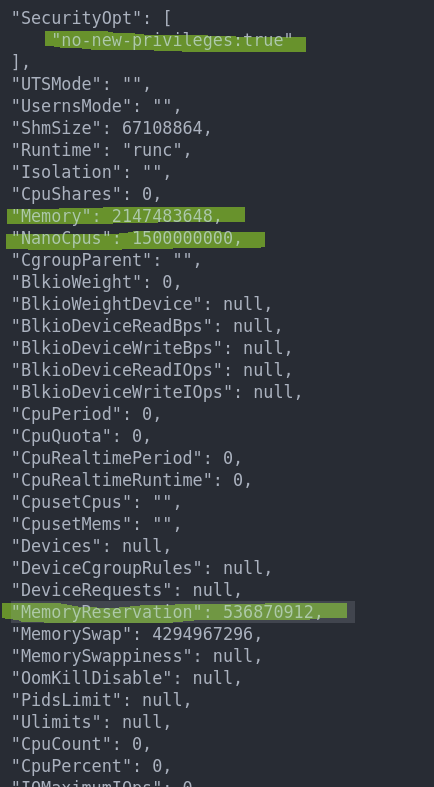 "SecurityOpt": [
"no-new-privileges:true"
],
"UTSMode": "",
"UsernsMode": "",
"ShmSize": 67108864,
"Runtime": "runc",
"Isolation": "",
"CpuShares": 0,
"Memory": 2147483648,
"NanoCpus": 1500000000,
"CgroupParent": "",
"BlkioWeight": 0,
"BlkioWeightDevice": null,
"BlkioDeviceReadBps": null,
"BlkioDeviceWriteBps": null,
"BlkioDeviceReadIOps": null,
"BlkioDeviceWriteIOps": null,
"CpuPeriod": 0,
"CpuQuota": 0,
"CpuRealtimePeriod": 0,
"CpuRealtimeRuntime": 0,
"CpusetCpus": "",
"CpusetMems": "",
"Devices": null,
"DeviceCgroupRules": null,
"DeviceRequests": null,
"MemoryReservation": 536870912,
"MemorySwap": 4294967296,
"MemorySwappiness": null,
"OomKillDisable": null,
"PidsLimit": null,
"Ulimits": null,
"CpuCount": 0,
"CpuPercent": 0,
"IOMaximumIOps": 0